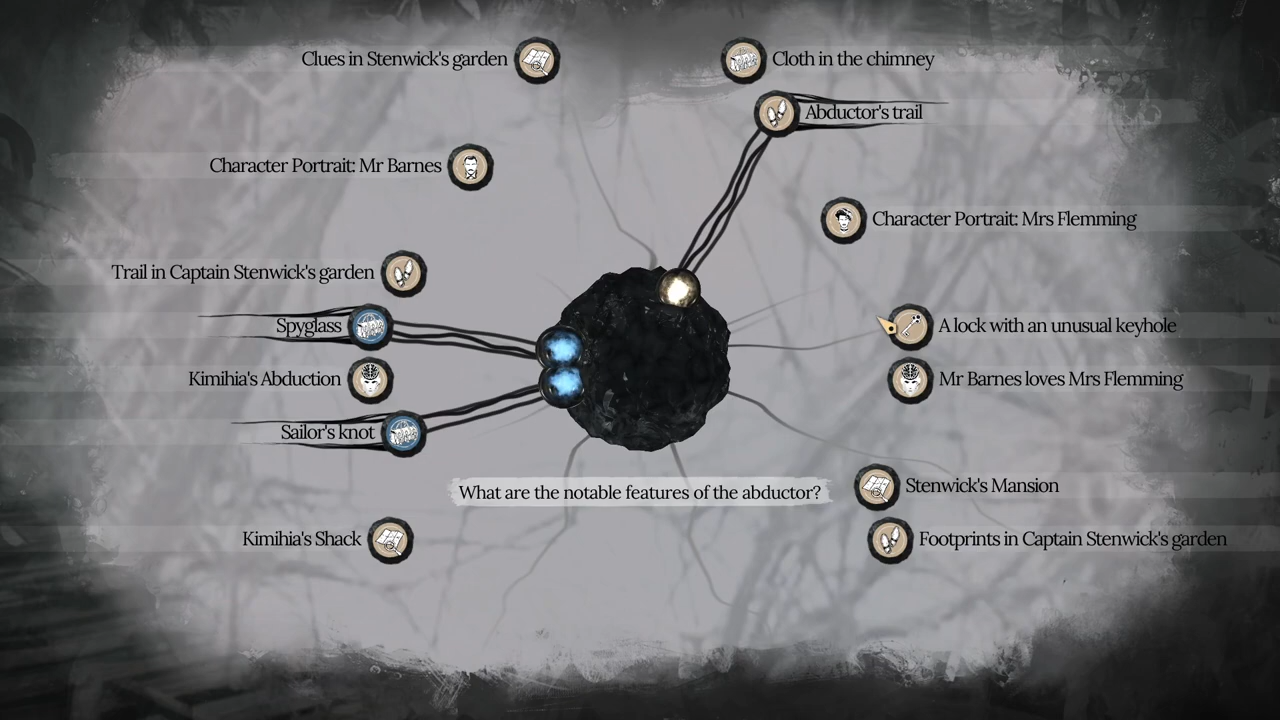 Clues in Stenwick's garden
Cloth in the chimney
Abductor's trail
Character Portrait: Mr Barnes
Character Portrait: Mrs Flemming
Trail in Captain Stenwick's garden
Spyglass
A lock with an unusual keyhole
Kimihia's Abduction
Mr Barnes loves Mrs Flemming
Sailor's knot
What are the notable features of the abductor?
Stenwick's Mansion
Kimihia's Shack
Footprints in Captain Stenwick's garden